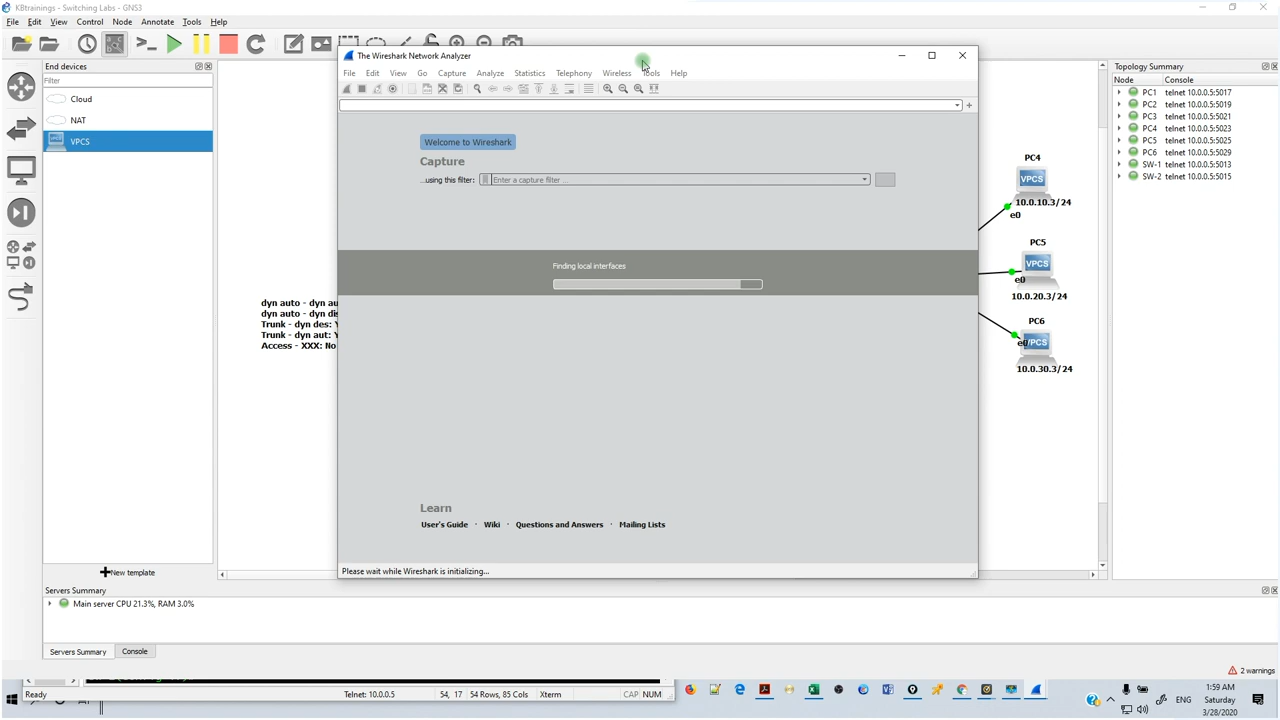 KBtrainings - Switching Labs - GNS3
File Edit View Control Node Annotate Tools Help
End devices
Filter
Cloud
NAT
VPCS
New template
The Wireshark Network Analyzer
File Edit View Go Capture Analyze Statistics Telephony Wireless Tools Help
Welcome to Wireshark
Capture
...using this filter: Enter a capture filter ...
Finding local interfaces
Learn
User's Guide · Wiki · Questions and Answers · Mailing Lists
Please wait while Wireshark is initializing...
dyn auto - dyn au
dyn auto - dyn de
Trunk - dyn des: Y
Trunk - dyn aut: Y
Access - XXX: No
PC4
VPCS
10.0.10.3/24
e0
PC5
VPCS
e0
10.0.20.3/24
PC6
e0 VPCS
10.0.30.3/24
Topology Summary
Node Console
PC1 telnet 10.0.0.5:5017
PC2 telnet 10.0.0.5:5019
PC3 telnet 10.0.0.5:5021
PC4 telnet 10.0.0.5:5023
PC5 telnet 10.0.0.5:5025
PC6 telnet 10.0.0.5:5029
SW-1 telnet 10.0.0.5:5013
SW-2 telnet 10.0.0.5:5015
Servers Summary
Main server CPU 21.3%, RAM 3.0%
Servers Summary Console
2 warnings
Ready Telnet: 10.0.0.5 54, 17 54 Rows, 85 Cols Xterm CAP NUM
ENG
1:59 AM
Saturday
3/28/2020